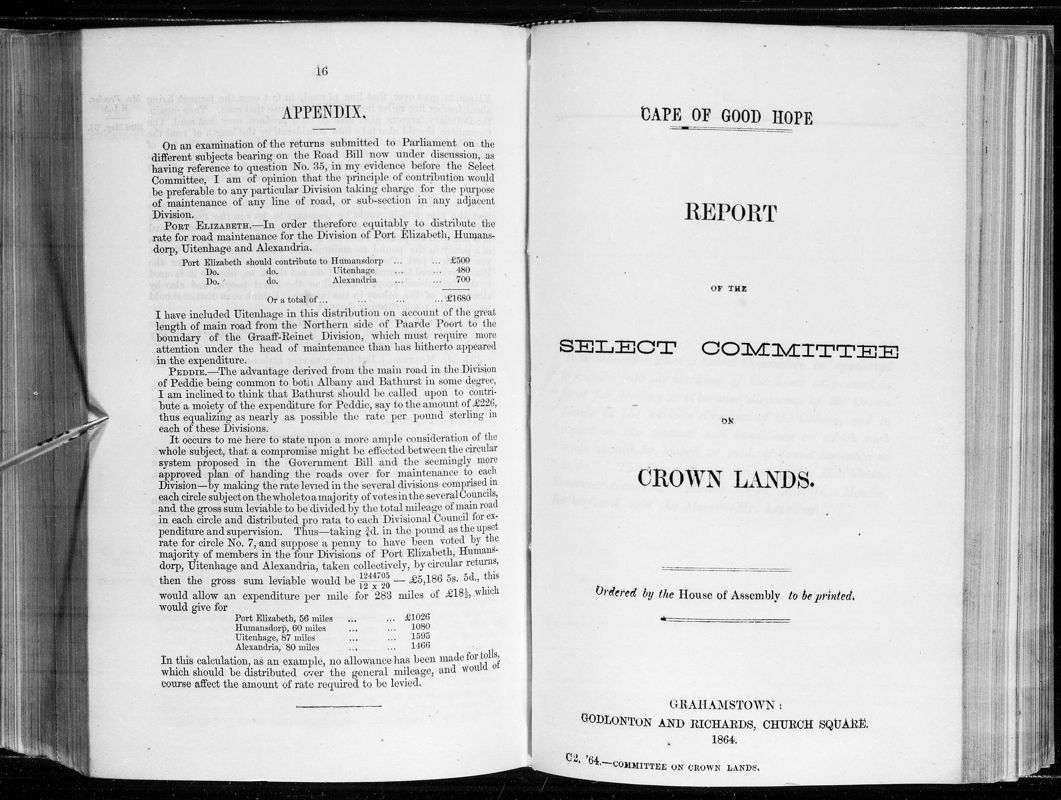 16
APPENDIX.
On an examination of the returns submitted to Parliament on the
different subjects bearing on the Road Bill now under discussion, as
having reference to question No. 35, in my evidence before the Select
Committee, I am of opinion that the principle of contribution would
be preferable to any particular Division taking charge for the purpose
of maintenance of any line of road, or sub-section in any adjacent
Division.
PORT ELIZABETH.—In order therefore equitably to distribute the
rate for road maintenance for the Division of Port Elizabeth, Humans-
dorp, Uitenhage and Alexandria.
Port Elizabeth should contribute to Humansdorp ... ... £500
Do. do. Uitenhage ... ... 480
Do. do. Alexandria ... ... 700
Or a total of ... ... ... ... £1680
I have included Uitenhage in this distribution on account of the great
length of main road from the Northern side of Paarde Poort to the
boundary of the Graaff-Reinet Division, which must require more
attention under the head of maintenance than has hitherto appeared
in the expenditure.
PEDDIE.—The advantage derived from the main road in the Division
of Peddie being common to both Albany and Bathurst in some degree,
I am inclined to think that Bathurst should be called upon to contri-
bute a moiety of the expenditure for Peddie, say to the amount of £226,
thus equalizing as nearly as possible the rate per pound sterling in
each of these Divisions.
It occurs to me here to state upon a more ample consideration of the
whole subject, that a compromise might be effected between the circular
system proposed in the Government Bill and the seemingly more
approved plan of handing the roads over for maintenance to each
Division—by making the rate levied in the several divisions comprised in
each circle subject on the whole to a majority of votes in the several Councils,
and the gross sum leviable to be divided by the total mileage of main road
in each circle and distributed pro rata to each Divisional Council for ex-
penditure and supervision. Thus—taking ¾d. in the pound as the upset
rate for circle No. 7, and suppose a penny to have been voted by the
majority of members in the four Divisions of Port Elizabeth, Humans-
dorp, Uitenhage and Alexandria, taken collectively, by circular returns,
then the gross sum leviable would be 1244705/12 x 20 — £5,186 5s. 5d., this
would allow an expenditure per mile for 283 miles of £18⅓, which
would give for
Port Elizabeth, 56 miles ... ... £1026
Humansdorp, 60 miles ... ... 1080
Uitenhage, 87 miles ... ... 1595
Alexandria, 80 miles ... ... 1466
In this calculation, as an example, no allowance has been made for tolls,
which should be distributed over the general mileage, and would of
course affect the amount of rate required to be levied.
CAPE OF GOOD HOPE
REPORT
OF THE
SELECT COMMITTEE
ON
CROWN LANDS.
Ordered by the House of Assembly to be printed.
GRAHAMSTOWN:
GODLONTON AND RICHARDS, CHURCH SQUARE.
1864.
C2. '64.—COMMITTEE ON CROWN LANDS.